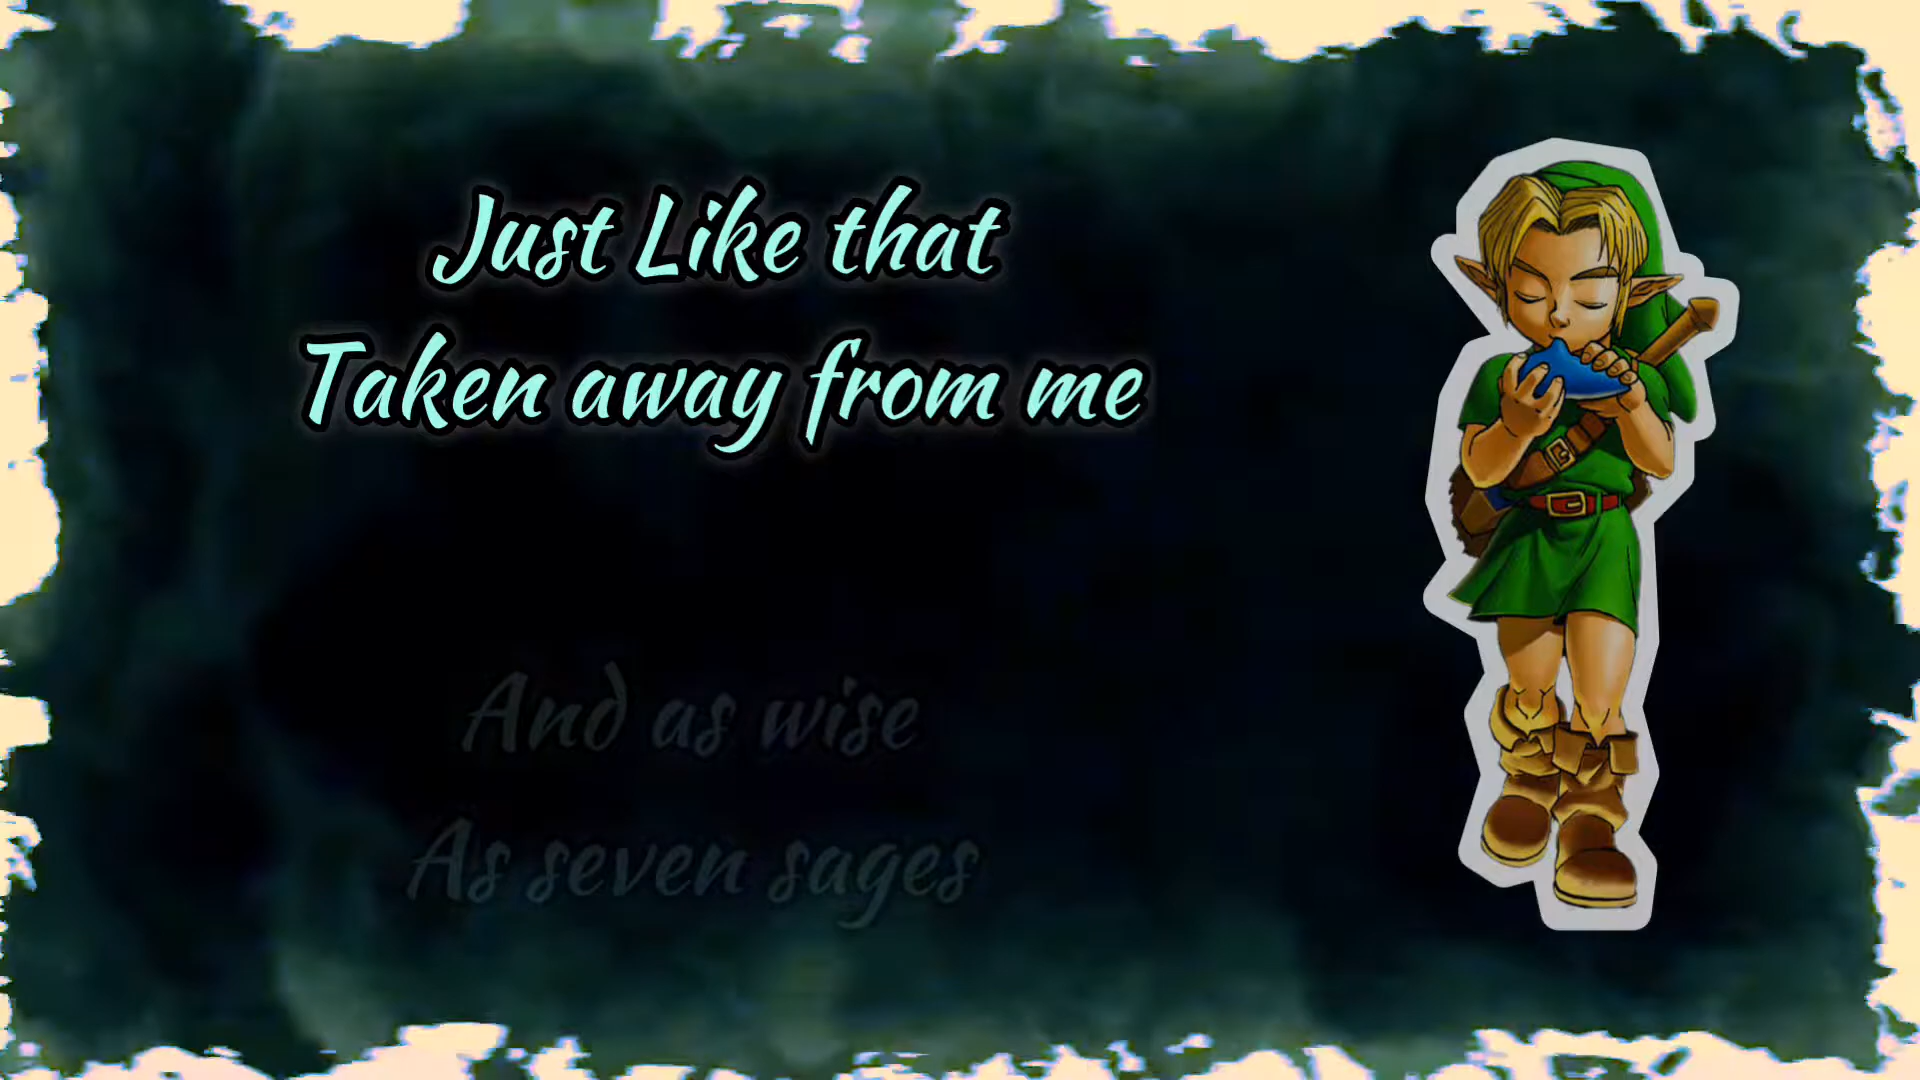 Just Like that
Taken away from me
And as wise
As seven sages